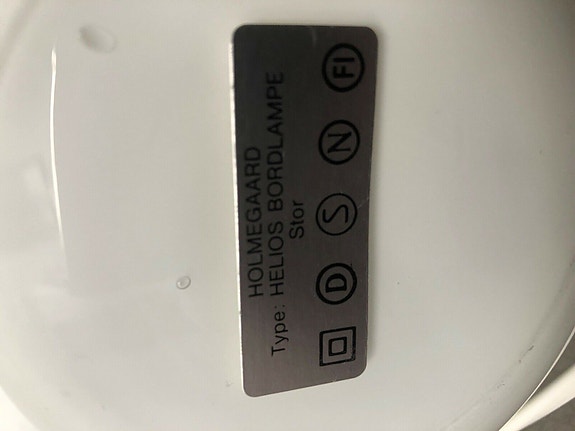 HOLMEGAARD
Type: HELIOS BORDLAMPE
Stor
D S N FI